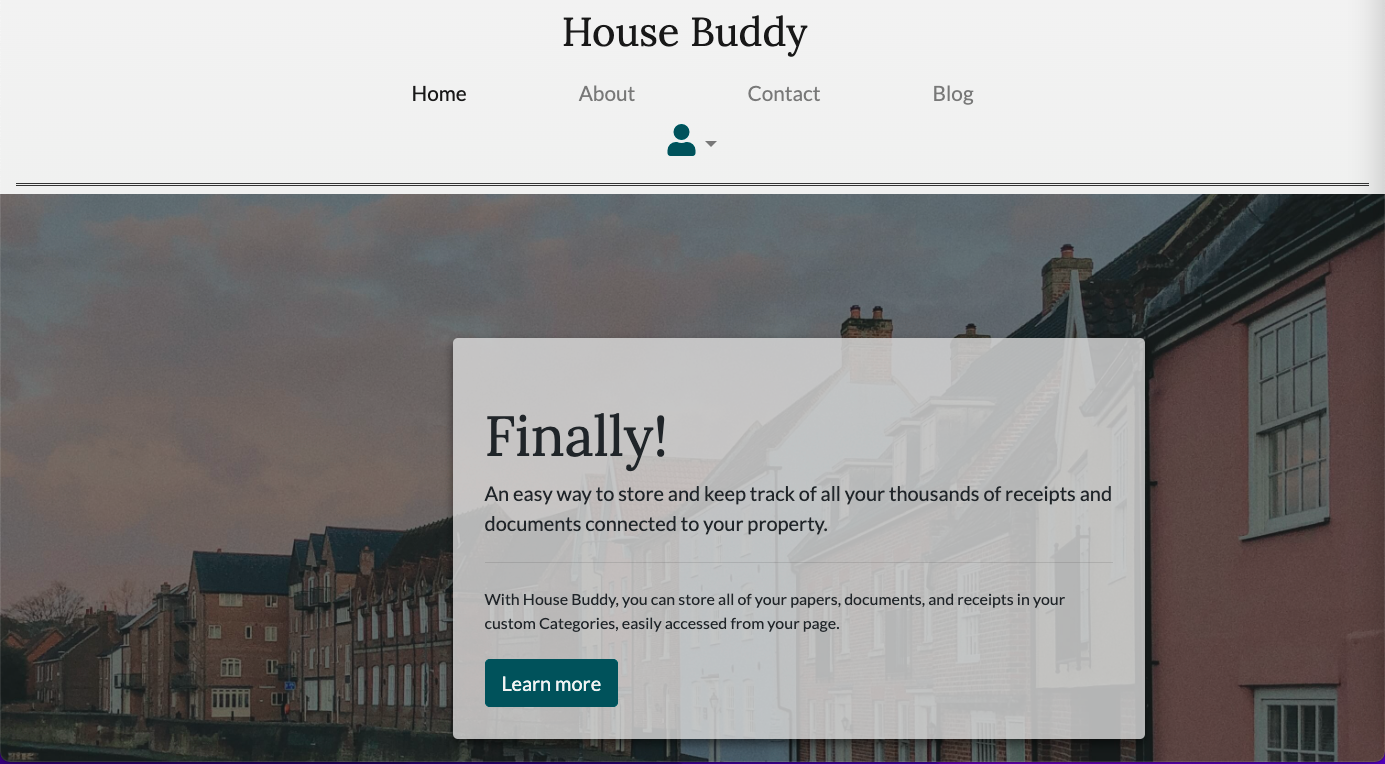 House Buddy
Home About Contact Blog
Finally!
An easy way to store and keep track of all your thousands of receipts and
documents connected to your property.
With House Buddy, you can store all of your papers, documents, and receipts in your
custom Categories, easily accessed from your page.
Learn more